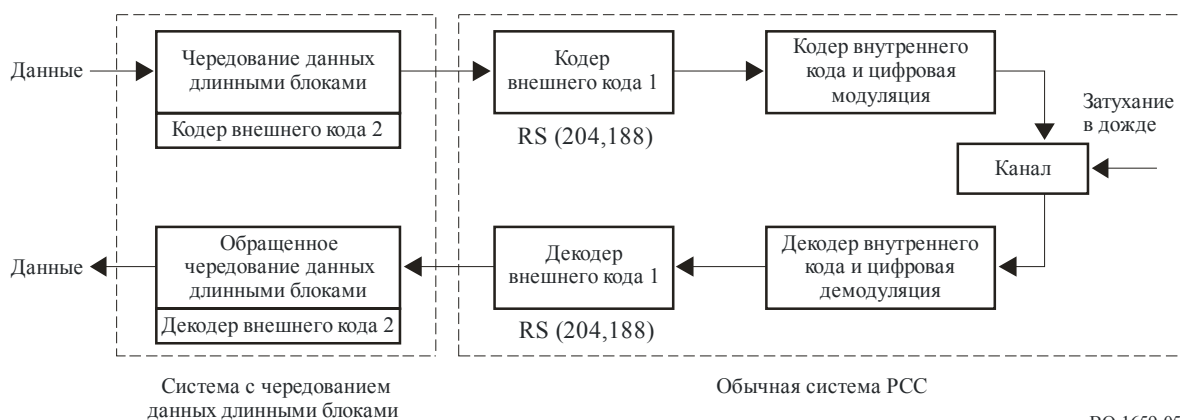 Данные
Чередование данных
длинными блоками
Кодер внешнего кода 2
Кодер
внешнего кода 1
RS (204,188)
Кодер внутреннего
кода и цифровая
модуляция
Затухание
в дожде
Канал
Данные
Обращенное
чередование данных
длинными блоками
Декодер внешнего кода 2
Декодер
внешнего кода 1
RS (204,188)
Декодер внутреннего
кода и цифровая
демодуляция
Система с чередованием
данных длинными блоками
Обычная система РСС